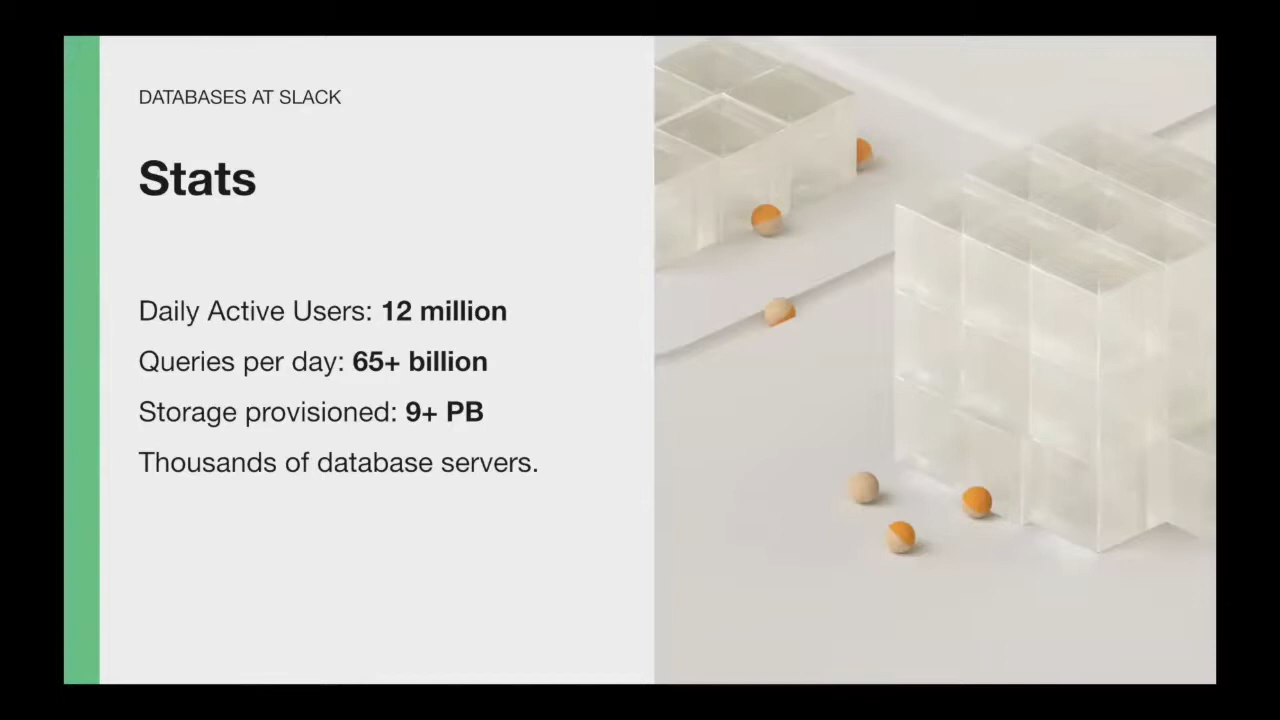 DATABASES AT SLACK
Stats
Daily Active Users: 12 million
Queries per day: 65+ billion
Storage provisioned: 9+ PB
Thousands of database servers.